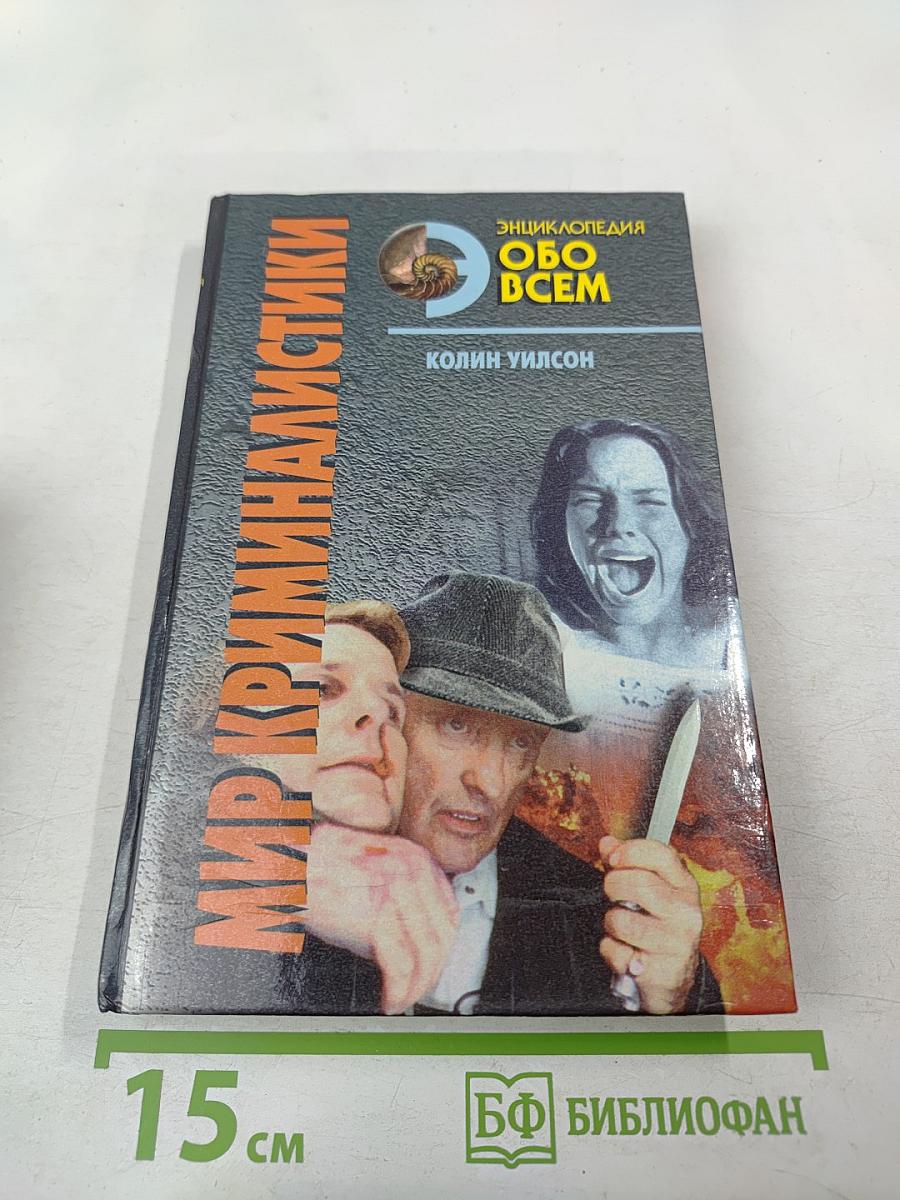 МИР КРИМИНАЛИСТИКИ
Э
ЭНЦИКЛОПЕДИЯ
ОБО
ВСЕМ
КОЛИН УИЛСОН
15 СМ
БФ БИБЛИОФАН